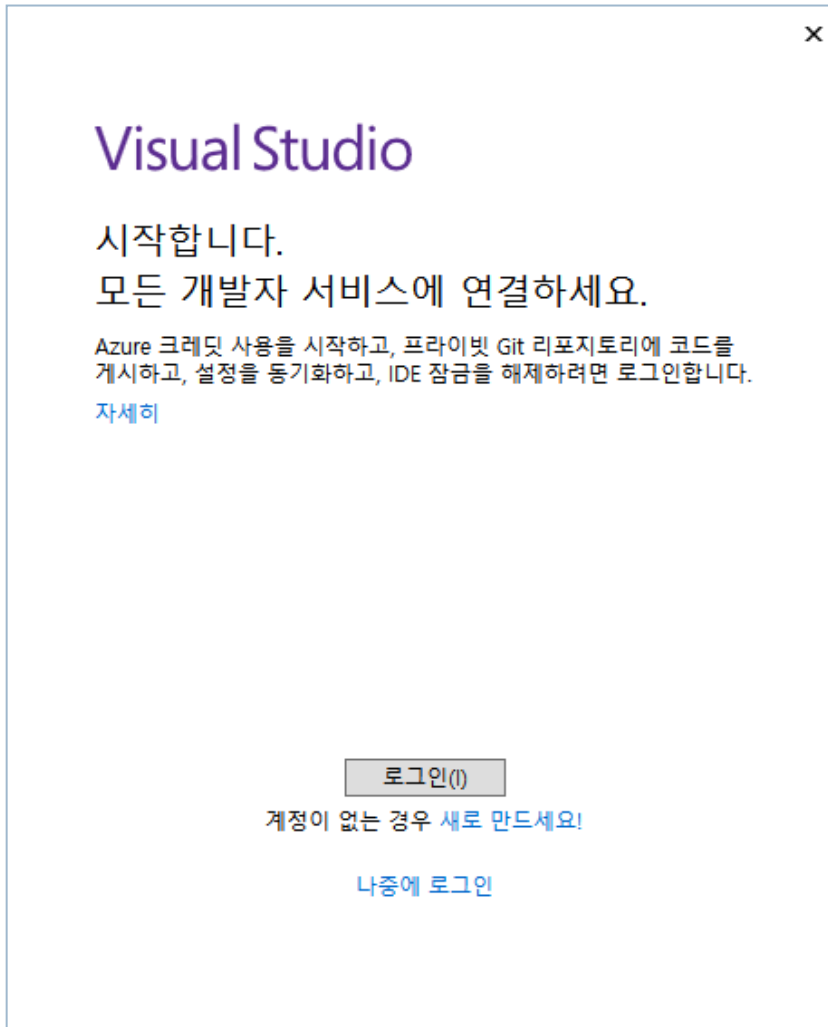 Visual Studio
시작합니다.
모든 개발자 서비스에 연결하세요.
Azure 크레딧 사용을 시작하고, 프라이빗 Git 리포지토리에 코드를
게시하고, 설정을 동기화하고, IDE 잠금을 해제하려면 로그인합니다.
자세히
로그인(I)
계정이 없는 경우 새로 만드세요!
나중에 로그인